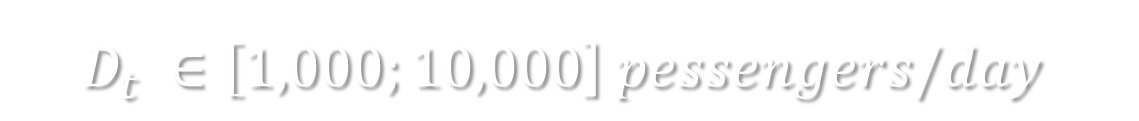 D_t ∈ [1,000; 10,000] pessengers/day